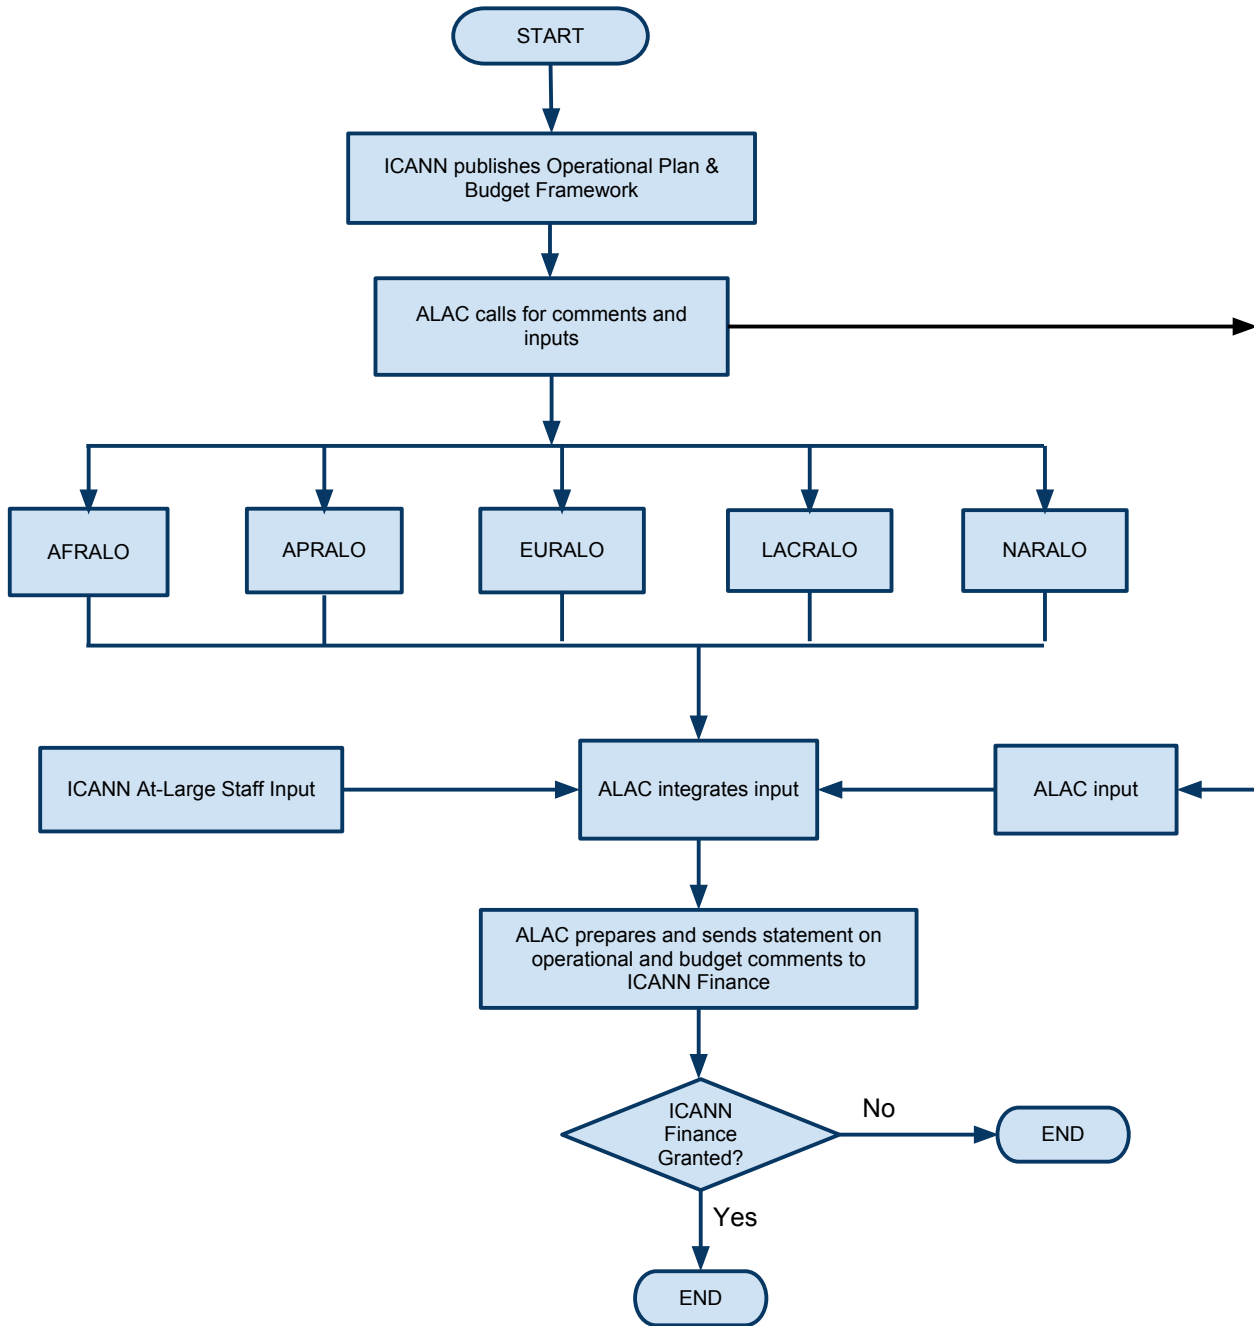 START
ICANN publishes Operational Plan &
Budget Framework
ALAC calls for comments and
inputs
AFRALO
APRALO
EURALO
LACRALO
NARALO
ICANN At-Large Staff Input
ALAC integrates input
ALAC input
ALAC prepares and sends statement on
operational and budget comments to
ICANN Finance
ICANN
Finance
Granted?
No
END
Yes
END